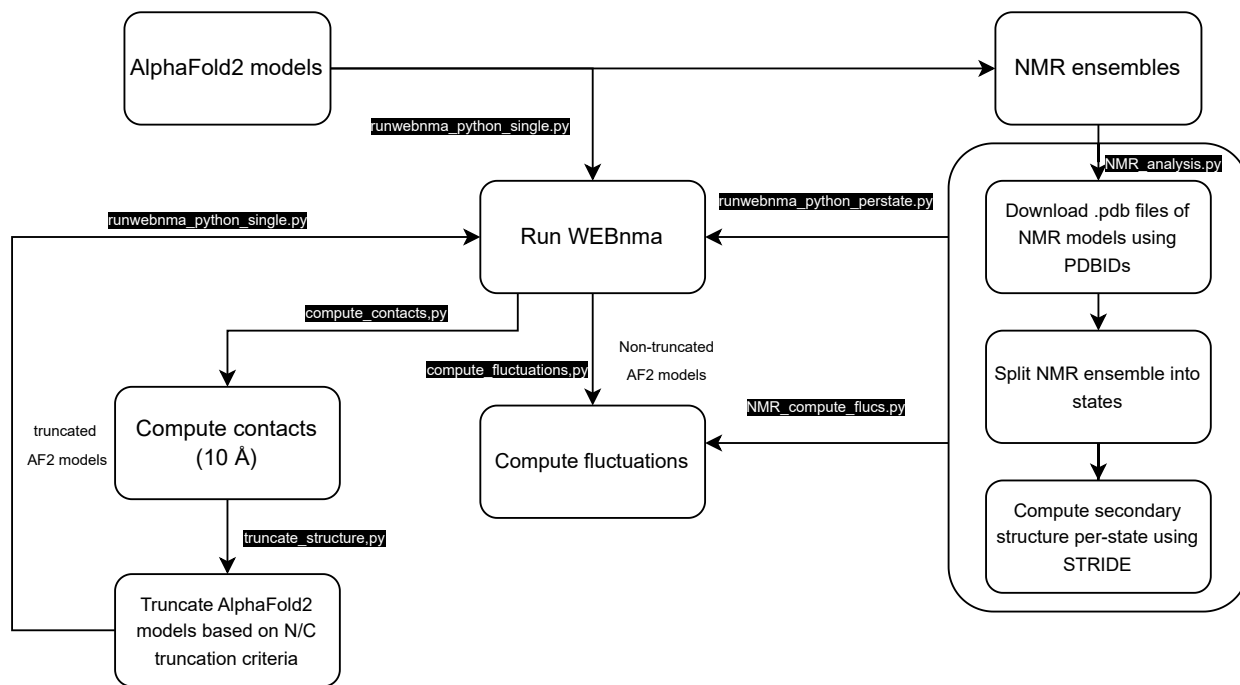 AlphaFold2 models
NMR ensembles
runwebnma_python_single.py
NMR_analysis.py
runwebnma_python_single.py
runwebnma_python_perstate.py
Run WEBnma
Download .pdb files of
NMR models using
PDBIDs
compute_contacts,py
compute_fluctuations,py
Non-truncated
AF2 models
NMR_compute_flucs.py
Split NMR ensemble into
states
truncated
AF2 models
Compute contacts
(10 Å)
Compute fluctuations
truncate_structure,py
Compute secondary
structure per-state using
STRIDE
Truncate AlphaFold2
models based on N/C
truncation criteria